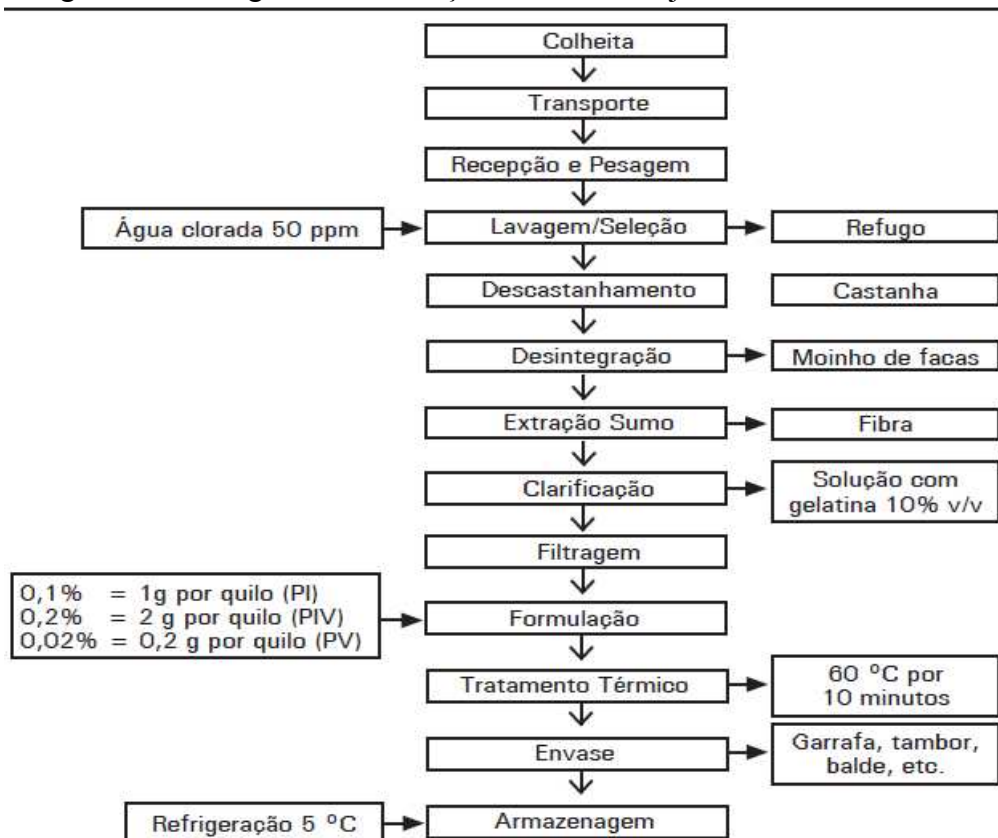 Colheita
Transporte
Recepção e Pesagem
Água clorada 50 ppm
Lavagem/Seleção
Refugo
Descastanhamento
Castanha
Desintegração
Moinho de facas
Extração Sumo
Fibra
Clarificação
Solução com
gelatina 10% v/v
Filtragem
0,1% = 1g por quilo (PI)
0,2% = 2 g por quilo (PIV)
0,02% = 0,2 g por quilo (PV)
Formulação
Tratamento Térmico
60 ºC por
10 minutos
Envase
Garrafa, tambor,
balde, etc.
Refrigeração 5 ºC
Armazenagem